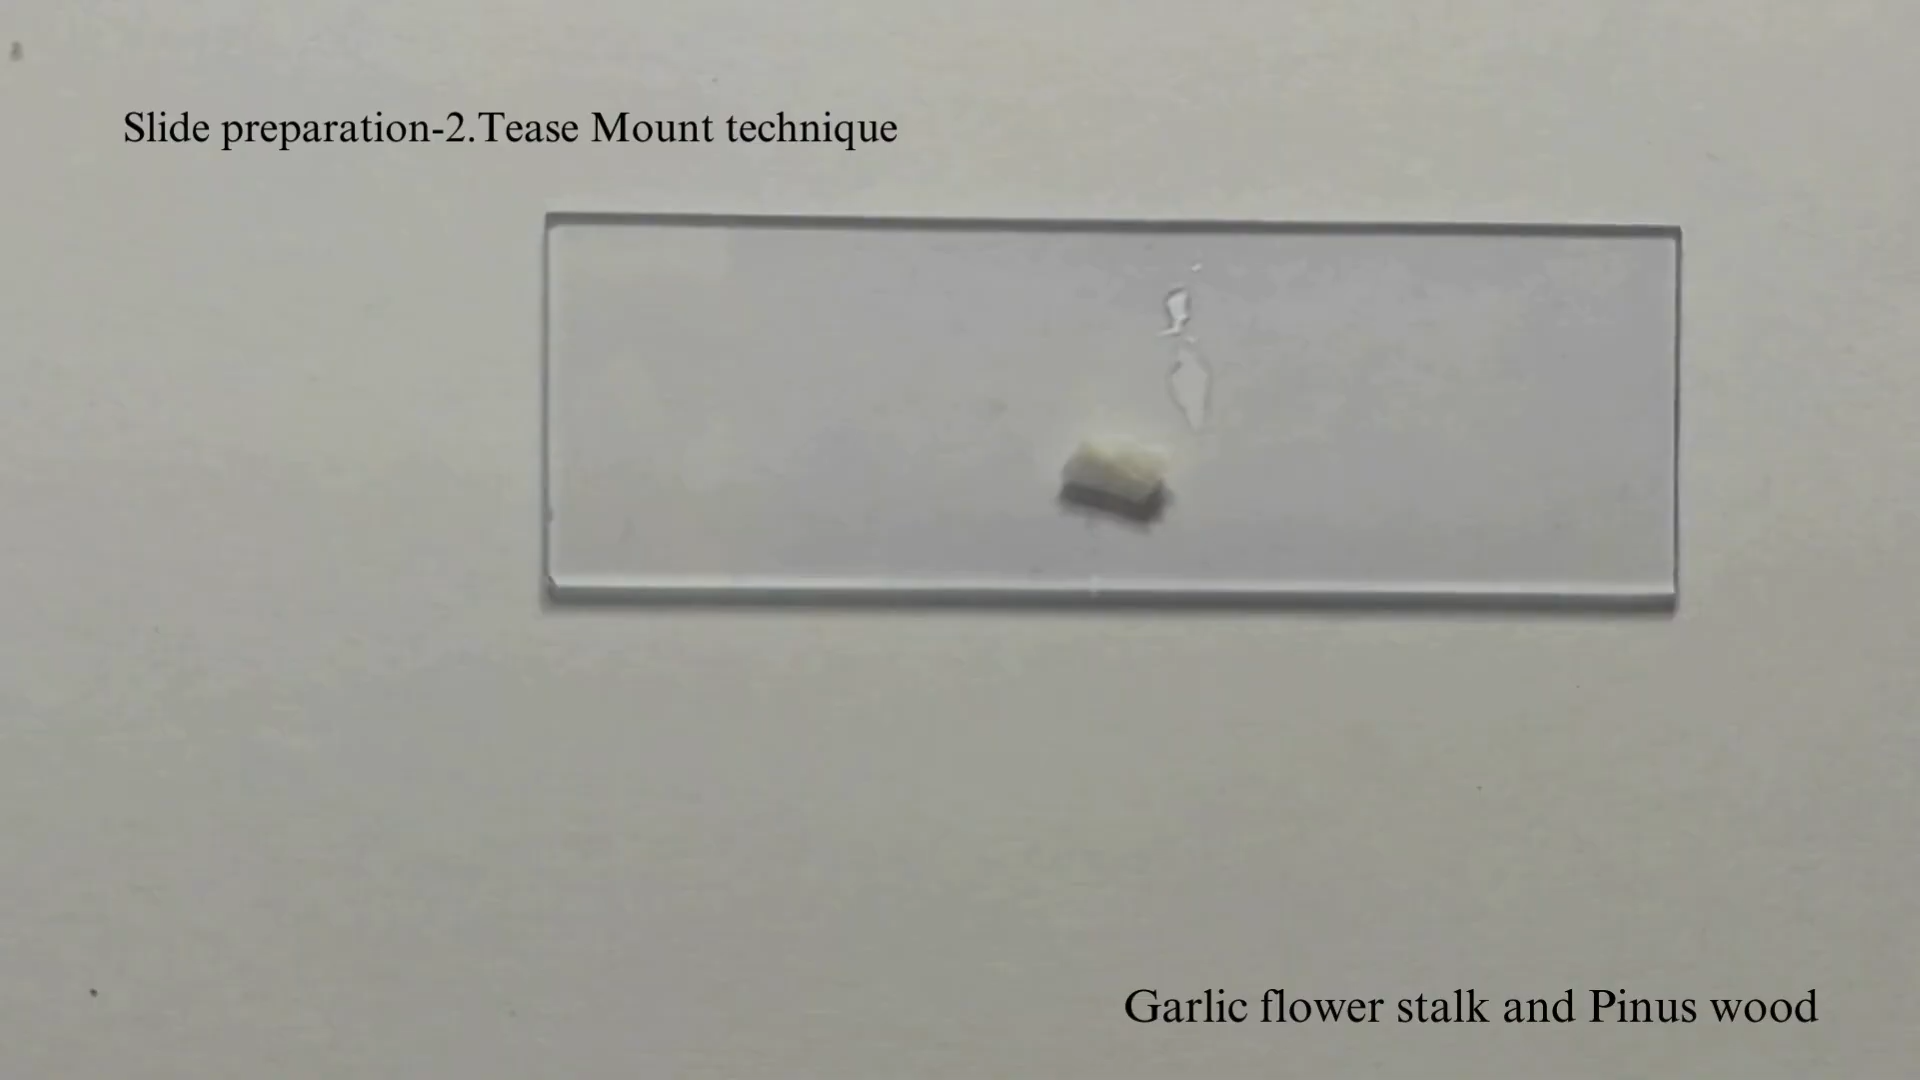 Slide preparation-2.Tease Mount technique
Garlic flower stalk and Pinus wood